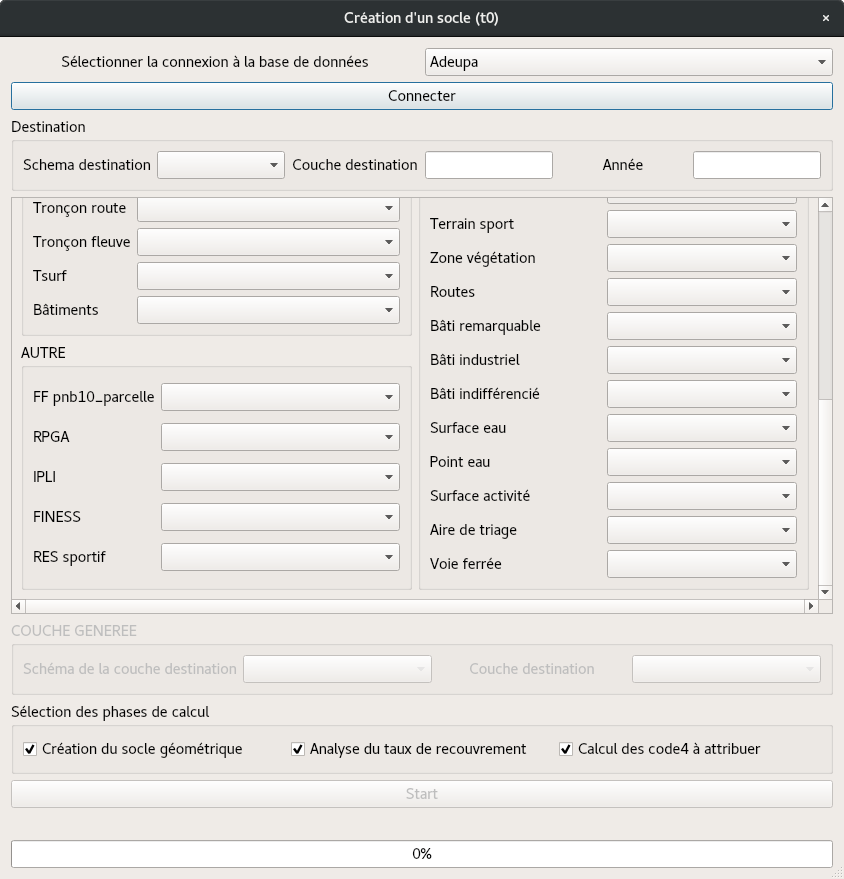 Création d'un socle (t0)
×
Sélectionner la connexion à la base de données
Adeupa
Connecter
Destination
Schema destination
Couche destination
Année
Tronçon route
Tronçon fleuve
Tsurf
Bâtiments
AUTRE
FF pnb10_parcelle
RPGA
IPLI
FINESS
RES sportif
Terrain sport
Zone végétation
Routes
Bâti remarquable
Bâti industriel
Bâti indifférencié
Surface eau
Point eau
Surface activité
Aire de triage
Voie ferrée
COUCHE GENEREE
Schéma de la couche destination
Couche destination
Sélection des phases de calcul
Création du socle géométrique
Analyse du taux de recouvrement
Calcul des code4 à attribuer
Start
0%